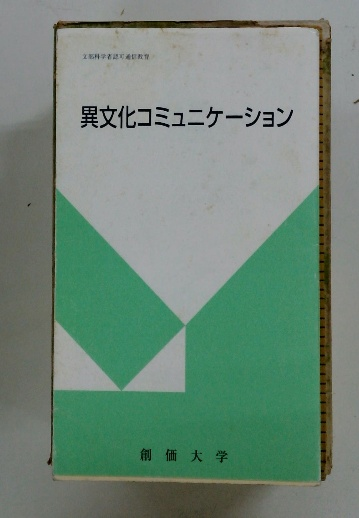 文部科学省認可通信教育
異文化コミュニケーション
創価大学